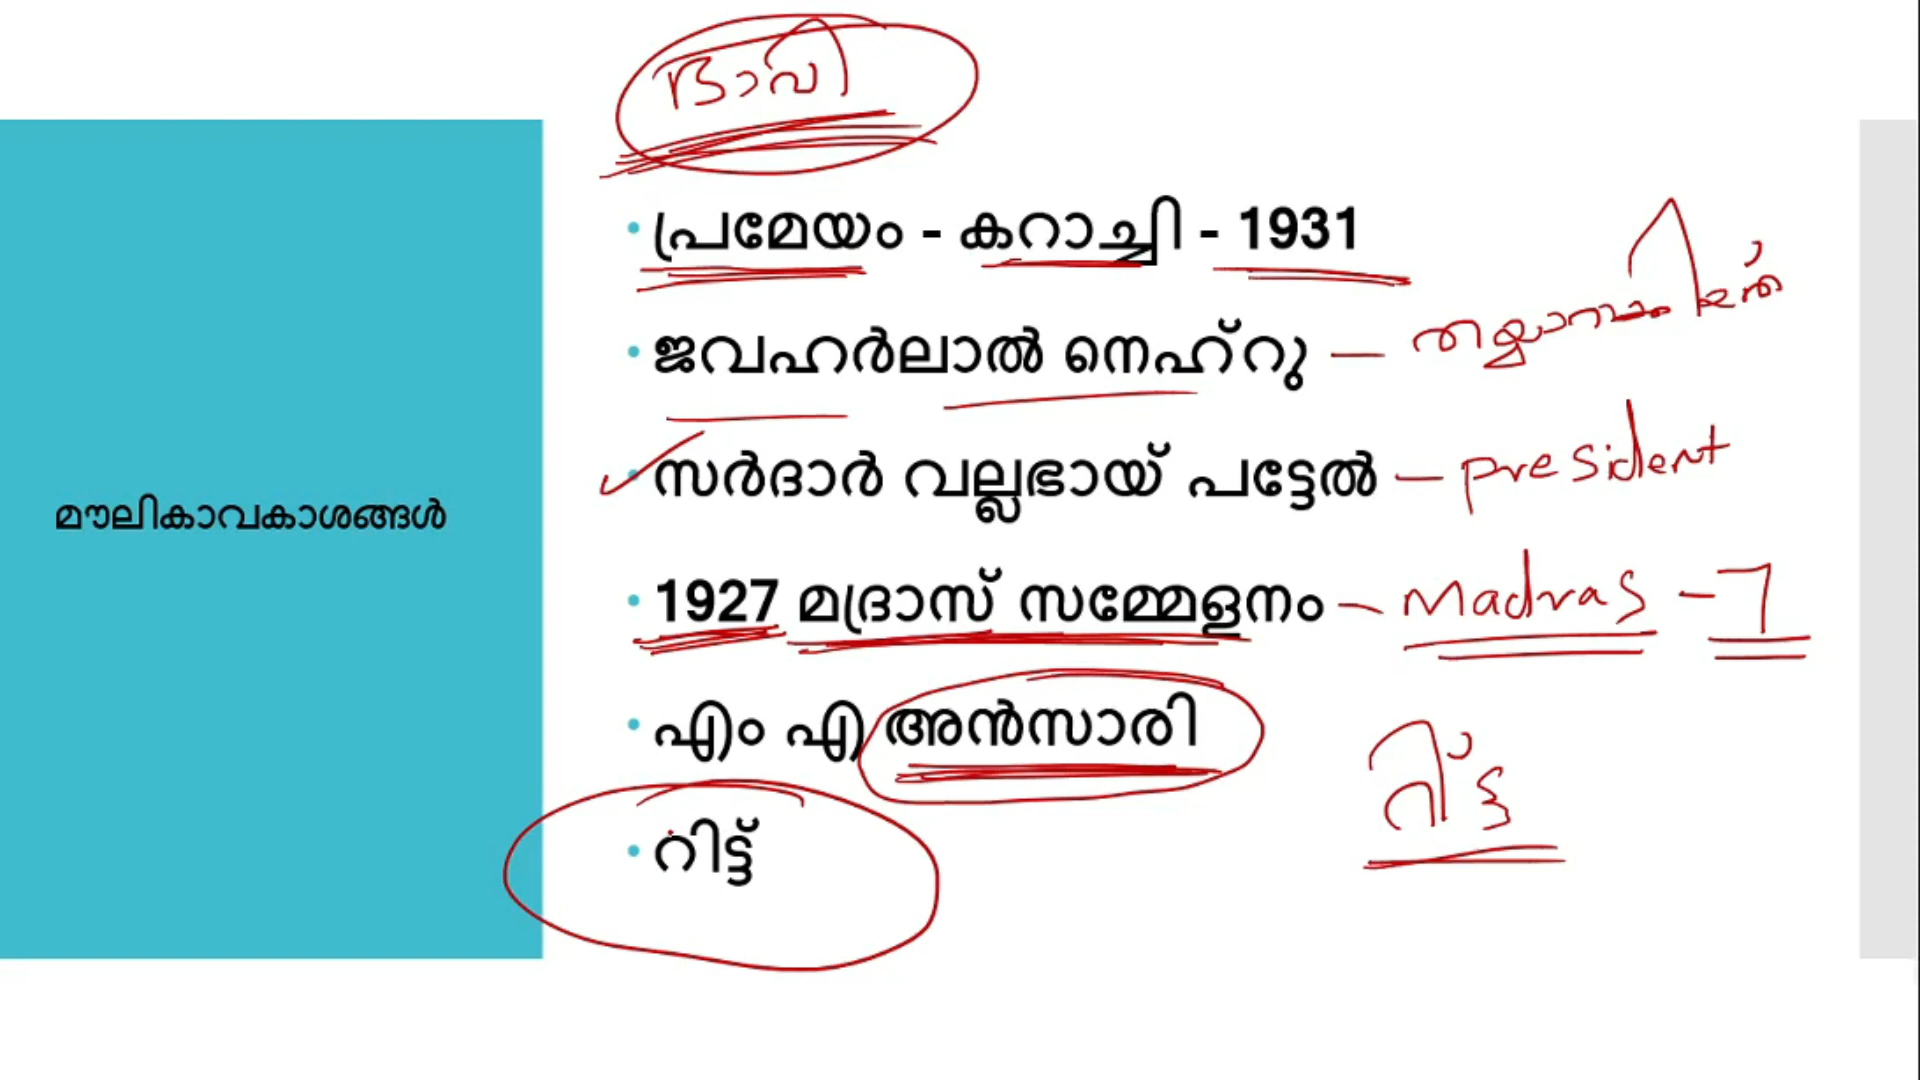 ഭാവി
മൗലികാവകാശങ്ങൾ
• പ്രമേയം - കറാച്ചി - 1931
• ജവഹർലാൽ നെഹ്റു —
• സർദാർ വല്ലഭായ് പട്ടേൽ — president
• 1927 മദ്രാസ് സമ്മേളനം — Madras - 7
• എം എ അൻസാരി
• റിട്ട്
റിട്ട്